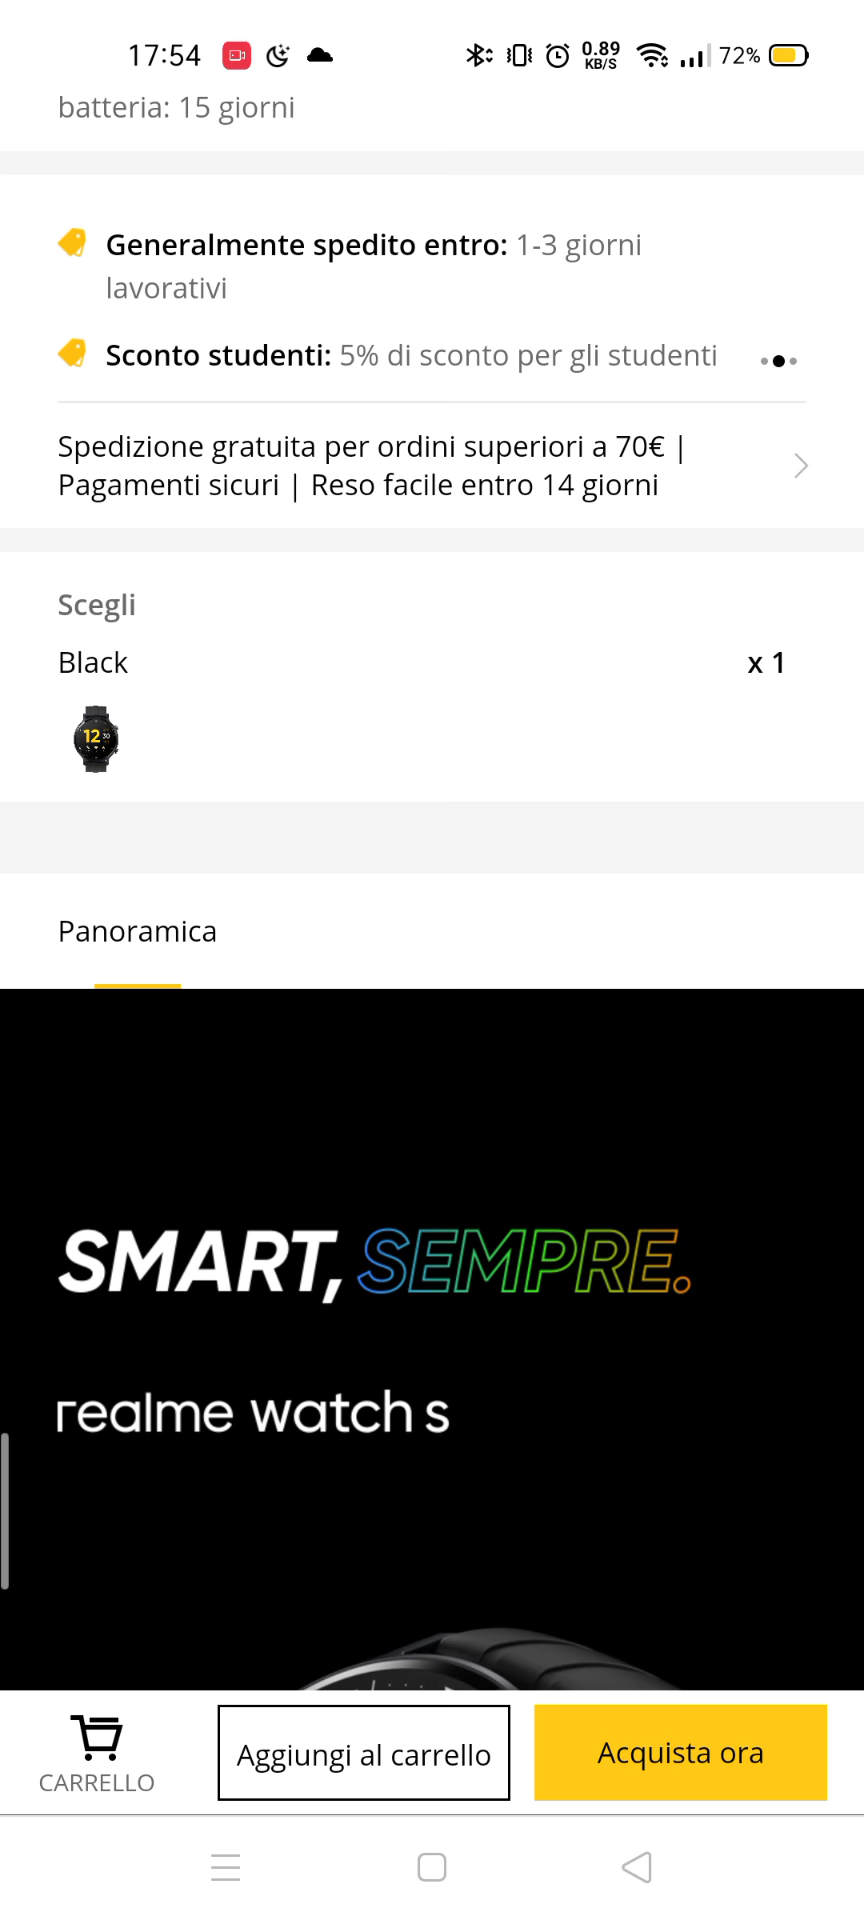 17:54
0.89
KB/S
72%
batteria: 15 giorni
Generalmente spedito entro: 1-3 giorni
lavorativi
Sconto studenti: 5% di sconto per gli studenti
Spedizione gratuita per ordini superiori a 70€ |
Pagamenti sicuri | Reso facile entro 14 giorni
Scegli
Black
x 1
12 30
Panoramica
SMART, SEMPRE.
realme watch s
CARRELLO
Aggiungi al carrello
Acquista ora